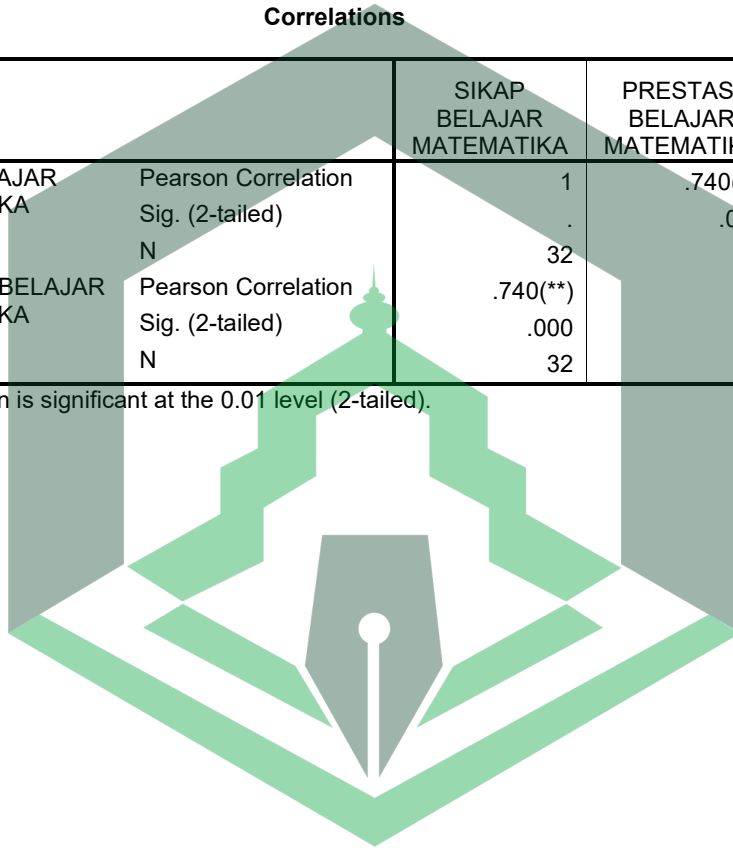 Correlations
SIKAP PRESTAS
BELAJAR BELAJAR
MATEMATIKA MATEMATI
AJAR Pearson Correlation 1 .740(
KA Sig. (2-tailed) . .0
N 32
BELAJAR Pearson Correlation .740(**)
KA Sig. (2-tailed) .000
N 32
n is significant at the 0.01 level (2-tailed).